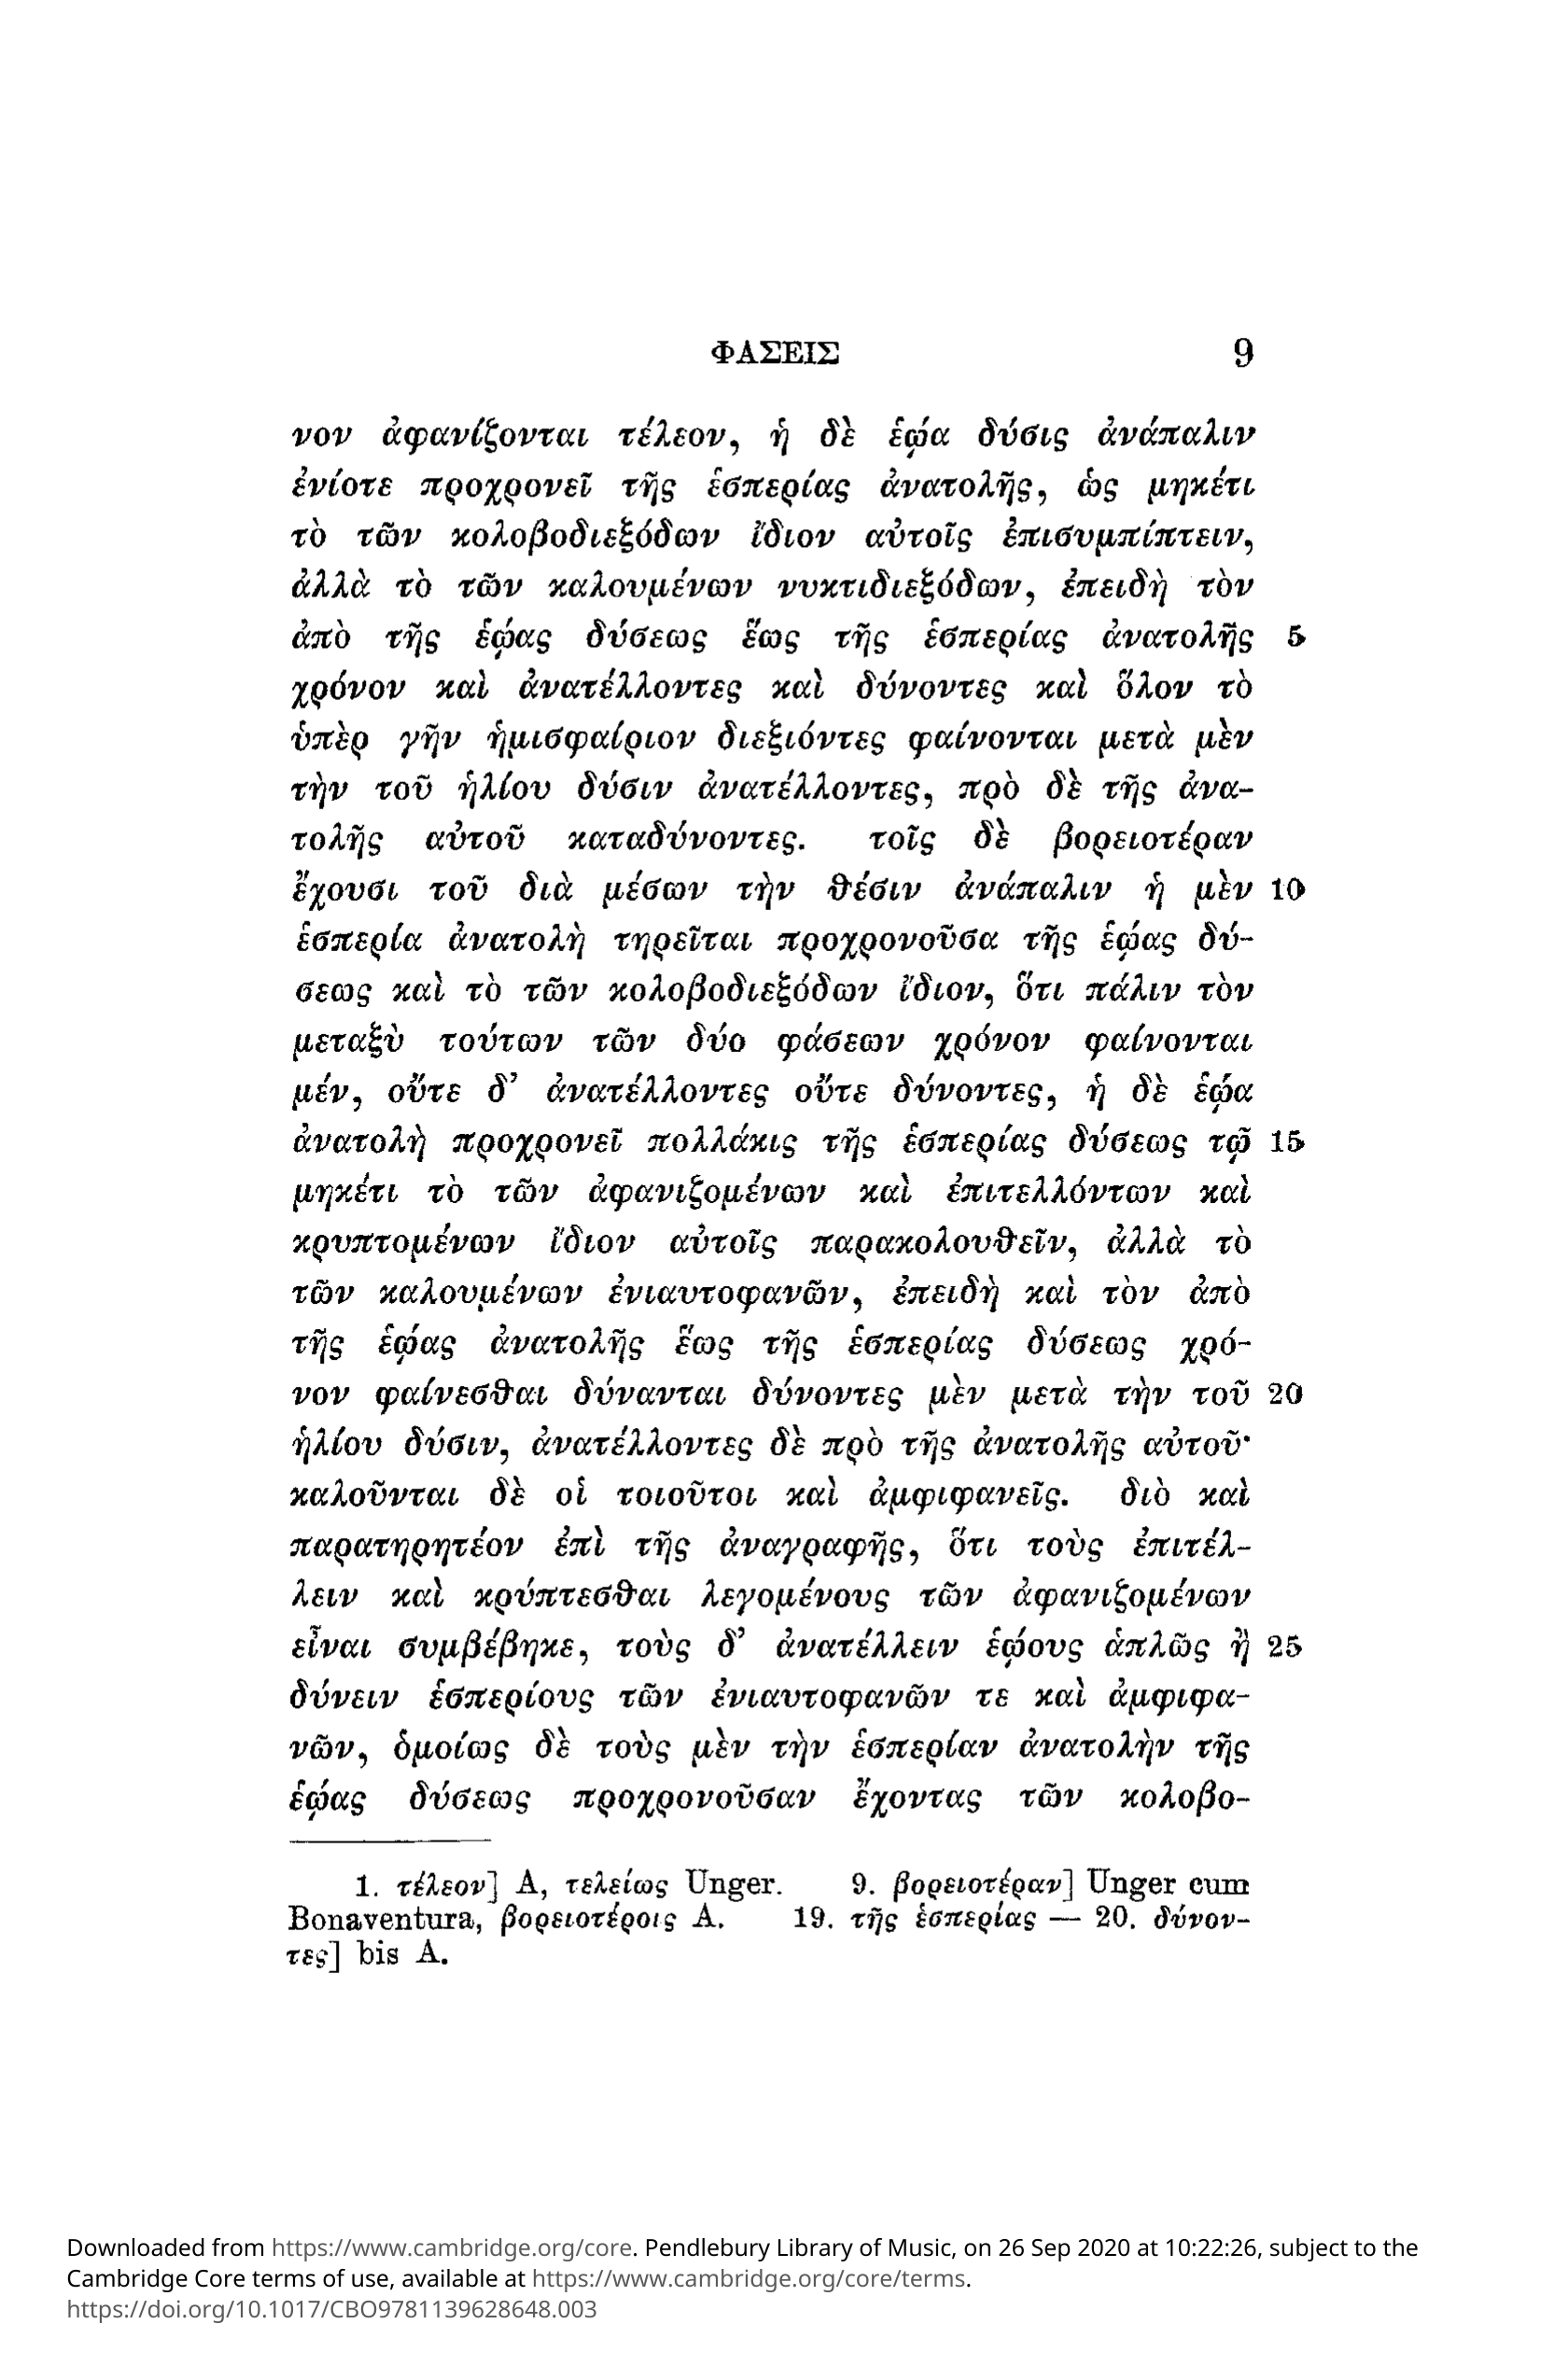 ΦΑΣΕΙΣ 9
νον ἀφανίζονται τέλεον, ἡ δὲ ἑῴα δύσις ἀνάπαλιν
ἐνίοτε προχρονεῖ τῆς ἑσπερίας ἀνατολῆς, ὡς μηκέτι
τὸ τῶν κολοβοδιεξόδων ἴδιον αὐτοῖς ἐπισυμπίπτειν,
ἀλλὰ τὸ τῶν καλουμένων νυκτιδιεξόδων, ἐπειδὴ τὸν
ἀπὸ τῆς ἑῴας δύσεως ἕως τῆς ἑσπερίας ἀνατολῆς 5
χρόνον καὶ ἀνατέλλοντες καὶ δύνοντες καὶ ὅλον τὸ
ὑπὲρ γῆν ἡμισφαίριον διεξιόντες φαίνονται μετὰ μὲν
τὴν τοῦ ἡλίου δύσιν ἀνατέλλοντες, πρὸ δὲ τῆς ἀνα-
τολῆς αὐτοῦ καταδύνοντες. τοῖς δὲ βορειοτέραν
ἔχουσι τοῦ διὰ μέσων τὴν θέσιν ἀνάπαλιν ἡ μὲν 10
ἑσπερία ἀνατολὴ τηρεῖται προχρονοῦσα τῆς ἑῴας δύ-
σεως καὶ τὸ τῶν κολοβοδιεξόδων ἴδιον, ὅτι πάλιν τὸν
μεταξὺ τούτων τῶν δύο φάσεων χρόνον φαίνονται
μέν, οὔτε δ’ ἀνατέλλοντες οὔτε δύνοντες, ἡ δὲ ἑῴα
ἀνατολὴ προχρονεῖ πολλάκις τῆς ἑσπερίας δύσεως τῷ 15
μηκέτι τὸ τῶν ἀφανιζομένων καὶ ἐπιτελλόντων καὶ
κρυπτομένων ἴδιον αὐτοῖς παρακολουθεῖν, ἀλλὰ τὸ
τῶν καλουμένων ἐνιαυτοφανῶν, ἐπειδὴ καὶ τὸν ἀπὸ
τῆς ἑῴας ἀνατολῆς ἕως τῆς ἑσπερίας δύσεως χρό-
νον φαίνεσθαι δύνανται δύνοντες μὲν μετὰ τὴν τοῦ 20
ἡλίου δύσιν, ἀνατέλλοντες δὲ πρὸ τῆς ἀνατολῆς αὐτοῦ·
καλοῦνται δὲ οἱ τοιοῦτοι καὶ ἀμφιφανεῖς. διὸ καὶ
παρατηρητέον ἐπὶ τῆς ἀναγραφῆς, ὅτι τοὺς ἐπιτέλ-
λειν καὶ κρύπτεσθαι λεγομένους τῶν ἀφανιζομένων
εἶναι συμβέβηκε, τοὺς δ’ ἀνατέλλειν ἑῴους ἁπλῶς ἢ 25
δύνειν ἑσπερίους τῶν ἐνιαυτοφανῶν τε καὶ ἀμφιφα-
νῶν, ὁμοίως δὲ τοὺς μὲν τὴν ἑσπερίαν ἀνατολὴν τῆς
ἑῴας δύσεως προχρονοῦσαν ἔχοντας τῶν κολοβο-
1. τέλεον] A, τελείως Unger. 9. βορειοτέραν] Unger cum
Bonaventura, βορειοτέροις A. 19. τῆς ἑσπερίας — 20. δύνον-
τες] bis A.
Downloaded from https://www.cambridge.org/core. Pendlebury Library of Music, on 26 Sep 2020 at 10:22:26, subject to the
Cambridge Core terms of use, available at https://www.cambridge.org/core/terms.
https://doi.org/10.1017/CBO9781139628648.003